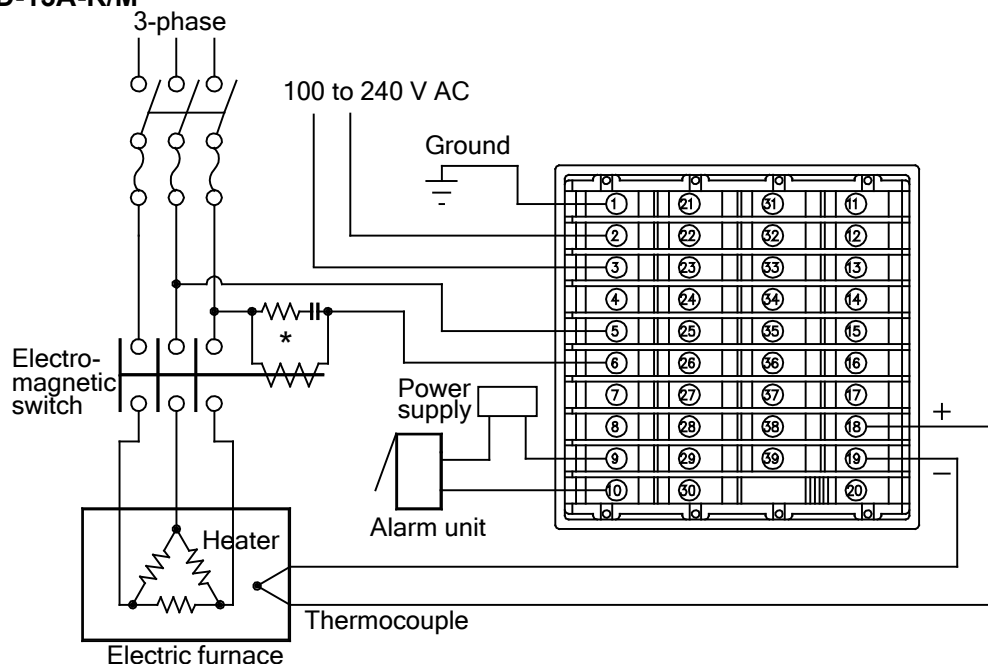 3-phase
100 to 240 V AC
Ground
1 21 31 11
2 22 32 12
3 23 33 13
4 24 34 14
5 25 35 15
*
Electro-
magnetic
switch
6 26 36 16
Power
supply
7 27 37 17
+
8 28 38 18
9 29 39 19
−
10 30 20
Alarm unit
Heater
Thermocouple
Electric furnace